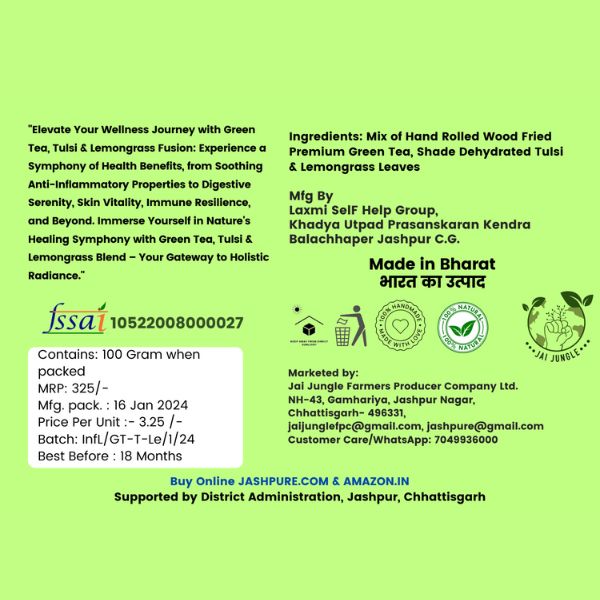 "Elevate Your Wellness Journey with Green
Tea, Tulsi & Lemongrass Fusion: Experience a
Symphony of Health Benefits, from Soothing
Anti-Inflammatory Properties to Digestive
Serenity, Skin Vitality, Immune Resilience,
and Beyond. Immerse Yourself in Nature's
Healing Symphony with Green Tea, Tulsi &
Lemongrass Blend – Your Gateway to Holistic
Radiance."
fssai 10522008000027
Contains: 100 Gram when
packed
MRP: 325/-
Mfg. pack. : 16 Jan 2024
Price Per Unit :- 3.25 /-
Batch: InfL/GT-T-Le/1/24
Best Before : 18 Months
Ingredients: Mix of Hand Rolled Wood Fried
Premium Green Tea, Shade Dehydrated Tulsi
& Lemongrass Leaves
Mfg By
Laxmi SelF Help Group,
Khadya Utpad Prasanskaran Kendra
Balachhaper Jashpur C.G.
Made in Bharat
भारत का उत्पाद
KEEP AWAY FROM DIRECT
SUNLIGHT
100% HANDMADE
MADE WITH LOVE
100% NATURAL
100% NATURAL
JAI JUNGLE
Marketed by:
Jai Jungle Farmers Producer Company Ltd.
NH-43, Gamhariya, Jashpur Nagar,
Chhattisgarh- 496331,
jaijunglefpc@gmail.com, jashpure@gmail.com
Customer Care/WhatsApp: 7049936000
Buy Online JASHPURE.COM & AMAZON.IN
Supported by District Administration, Jashpur, Chhattisgarh